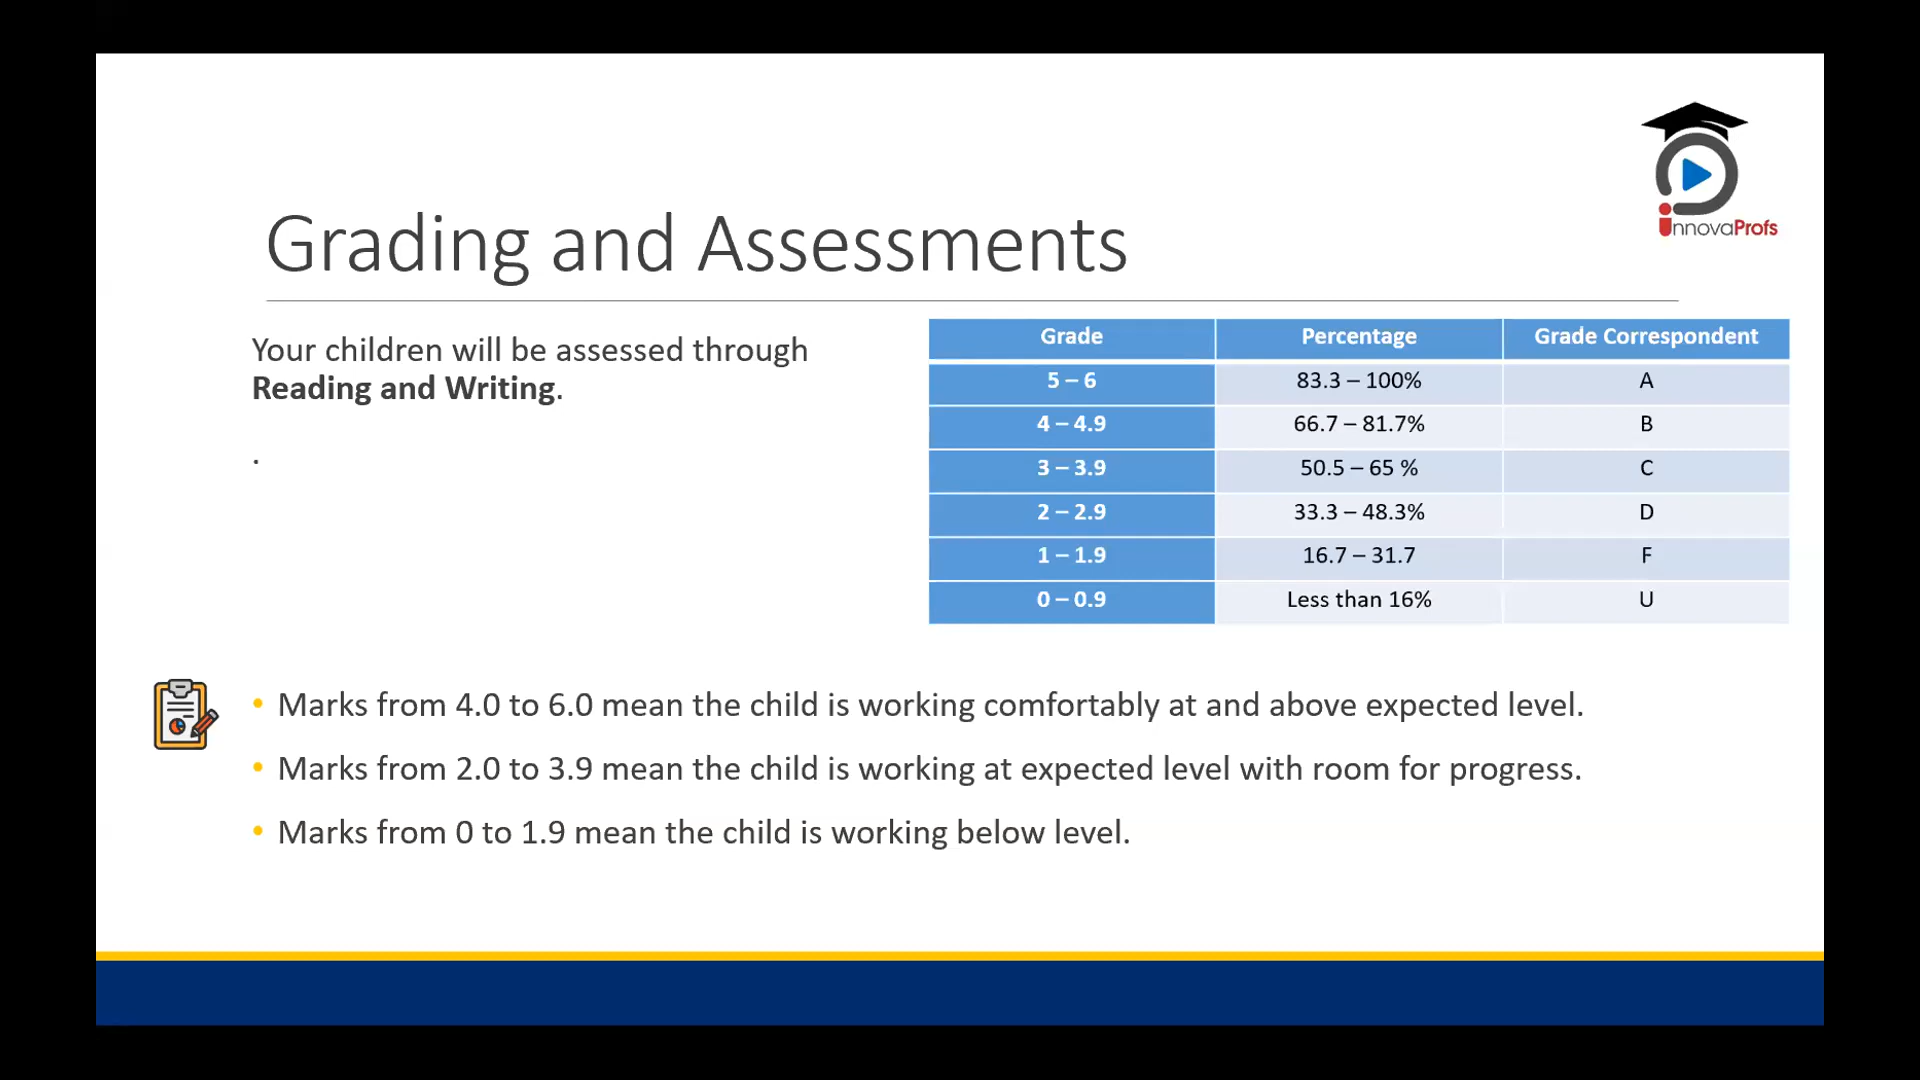 innovaProfs
Grading and Assessments
Your children will be assessed through
Reading and Writing.
.
Grade Percentage Grade Correspondent
5 – 6 83.3 – 100% A
4 – 4.9 66.7 – 81.7% B
3 – 3.9 50.5 – 65 % C
2 – 2.9 33.3 – 48.3% D
1 – 1.9 16.7 – 31.7 F
0 – 0.9 Less than 16% U
• Marks from 4.0 to 6.0 mean the child is working comfortably at and above expected level.
• Marks from 2.0 to 3.9 mean the child is working at expected level with room for progress.
• Marks from 0 to 1.9 mean the child is working below level.